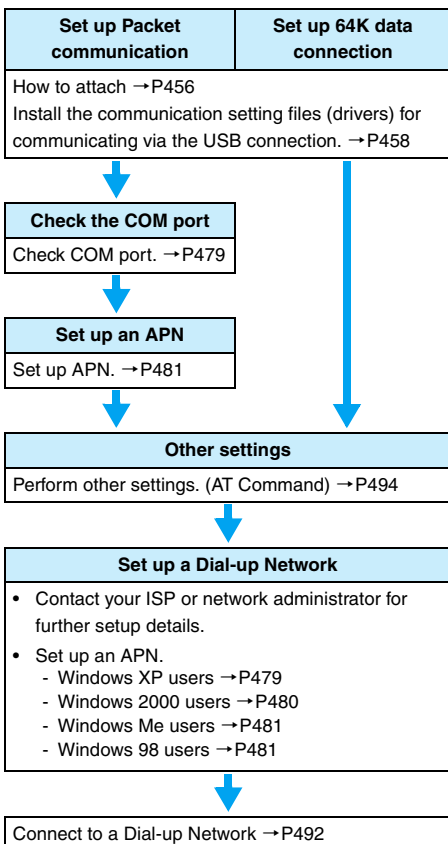 Set up Packet
communication
Set up 64K data
connection
How to attach →P456
Install the communication setting files (drivers) for
communicating via the USB connection. →P458
Check the COM port
Check COM port. →P479
Set up an APN
Set up APN. →P481
Other settings
Perform other settings. (AT Command) →P494
Set up a Dial-up Network
• Contact your ISP or network administrator for
further setup details.
• Set up an APN.
- Windows XP users →P479
- Windows 2000 users →P480
- Windows Me users →P481
- Windows 98 users →P481
Connect to a Dial-up Network →P492